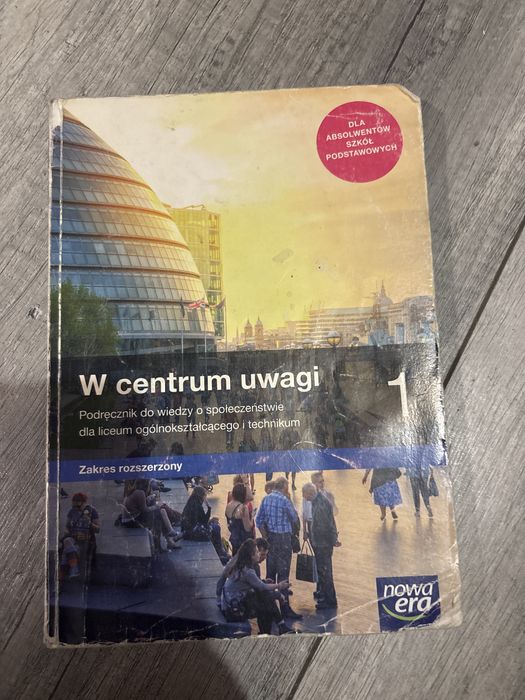 DLA
ABSOLWENTÓW
SZKÓŁ
PODSTAWOWYCH
W centrum uwagi
1
Podręcznik do wiedzy o społeczeństwie
dla liceum ogólnokształcącego i technikum
Zakres rozszerzony
nowa
era